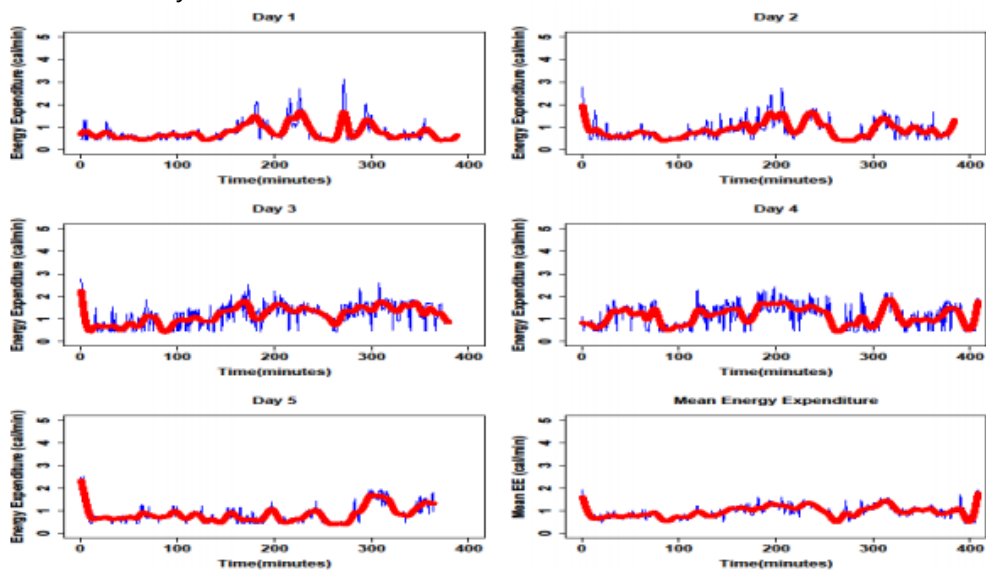 Day 1
Energy Expenditure (cal/min)
0 1 2 3 4 5
0 100 200 300 400
Time(minutes)
Day 2
Energy Expenditure (cal/min)
0 1 2 3 4 5
0 100 200 300 400
Time(minutes)
Day 3
Energy Expenditure (cal/min)
0 1 2 3 4 5
0 100 200 300 400
Time(minutes)
Day 4
Energy Expenditure (cal/min)
0 1 2 3 4 5
0 100 200 300 400
Time(minutes)
Day 5
Energy Expenditure (cal/min)
0 1 2 3 4 5
0 100 200 300 400
Time(minutes)
Mean Energy Expenditure
Mean EE (cal/min)
0 1 2 3 4 5
0 100 200 300 400
Time(minutes)